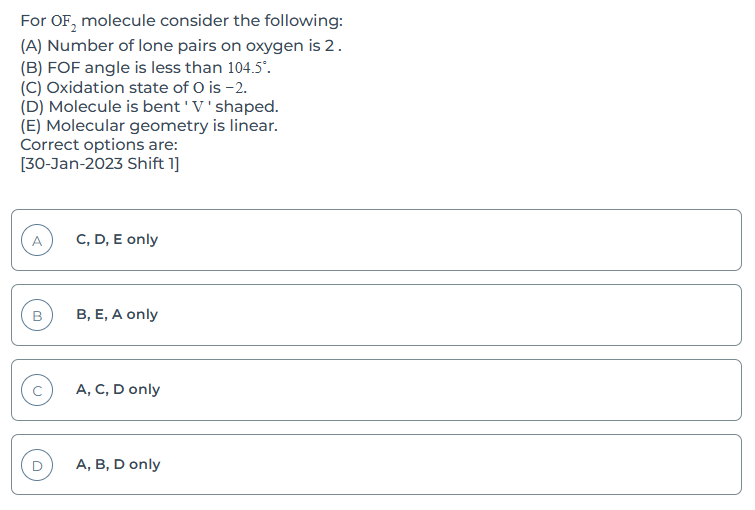 For OF₂ molecule consider the following:
(A) Number of lone pairs on oxygen is 2.
(B) FOF angle is less than 104.5°.
(C) Oxidation state of O is −2.
(D) Molecule is bent ' V ' shaped.
(E) Molecular geometry is linear.
Correct options are:
[30-Jan-2023 Shift 1]
A C, D, E only
B B, E, A only
C A, C, D only
D A, B, D only